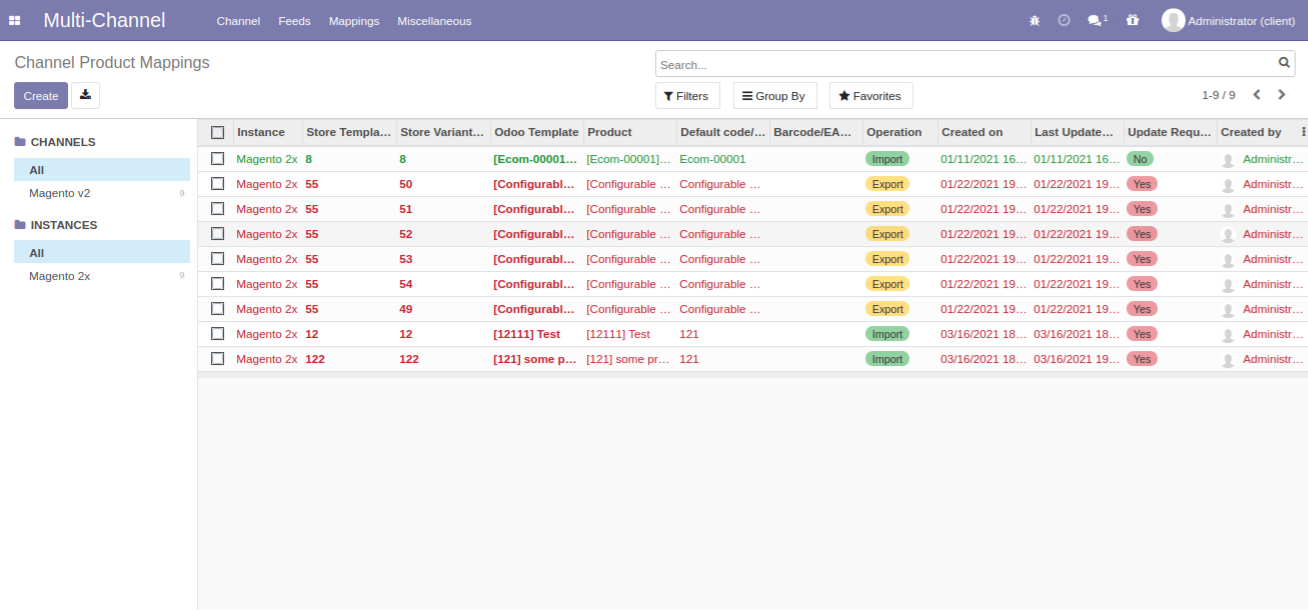 Multi-Channel Channel Feeds Mappings Miscellaneous 1 Administrator (client)
Channel Product Mappings
Search...
Create Filters Group By Favorites 1-9 / 9
CHANNELS
All
Magento v2 9
INSTANCES
All
Magento 2x 9
Instance Store Templa... Store Variant... Odoo Template Product Default code/... Barcode/EA... Operation Created on Last Update... Update Requ... Created by
Magento 2x 8 8 [Ecom-00001... [Ecom-00001]... Ecom-00001 Import 01/11/2021 16... 01/11/2021 16... No Administr...
Magento 2x 55 50 [Configurabl... [Configurable ... Configurable ... Export 01/22/2021 19... 01/22/2021 19... Yes Administr...
Magento 2x 55 51 [Configurabl... [Configurable ... Configurable ... Export 01/22/2021 19... 01/22/2021 19... Yes Administr...
Magento 2x 55 52 [Configurabl... [Configurable ... Configurable ... Export 01/22/2021 19... 01/22/2021 19... Yes Administr...
Magento 2x 55 53 [Configurabl... [Configurable ... Configurable ... Export 01/22/2021 19... 01/22/2021 19... Yes Administr...
Magento 2x 55 54 [Configurabl... [Configurable ... Configurable ... Export 01/22/2021 19... 01/22/2021 19... Yes Administr...
Magento 2x 55 49 [Configurabl... [Configurable ... Configurable ... Export 01/22/2021 19... 01/22/2021 19... Yes Administr...
Magento 2x 12 12 [12111] Test [12111] Test 121 Import 03/16/2021 18... 03/16/2021 18... Yes Administr...
Magento 2x 122 122 [121] some p... [121] some pr... 121 Import 03/16/2021 18... 03/16/2021 19... Yes Administr...